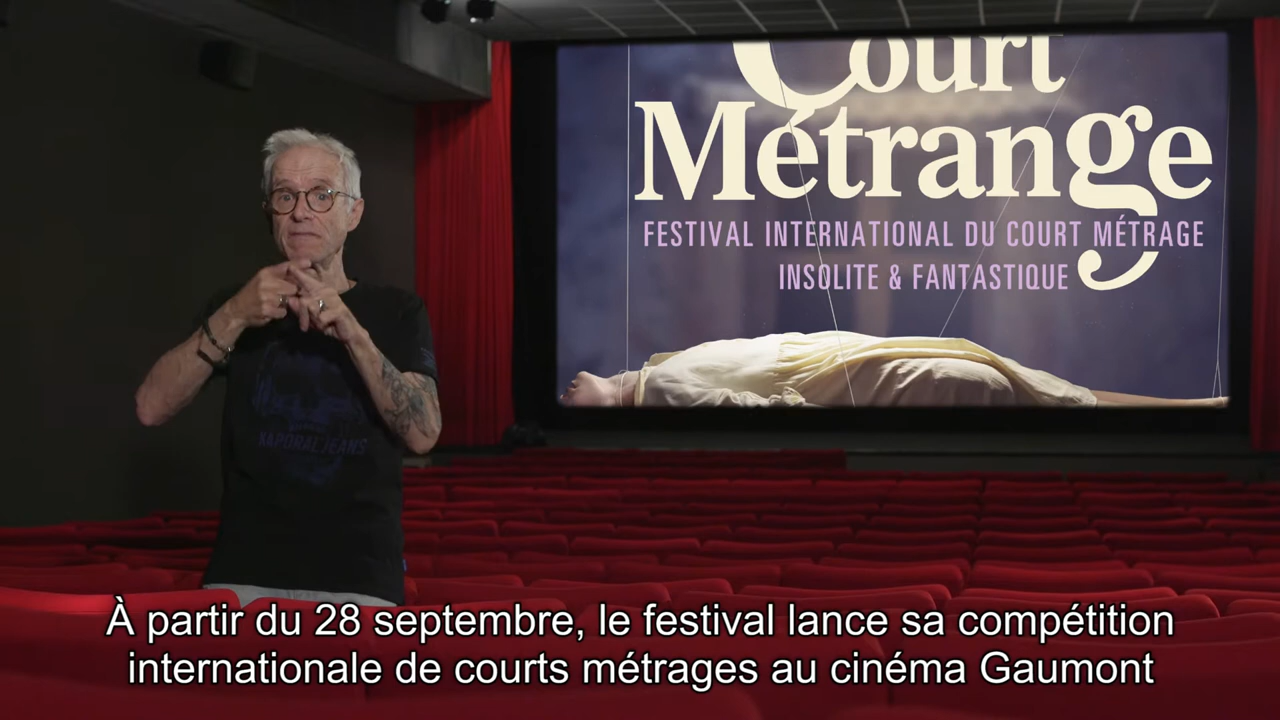 Court
Métrange
FESTIVAL INTERNATIONAL DU COURT MÉTRAGE
INSOLITE & FANTASTIQUE
KAPORAL JEANS
À partir du 28 septembre, le festival lance sa compétition
internationale de courts métrages au cinéma Gaumont